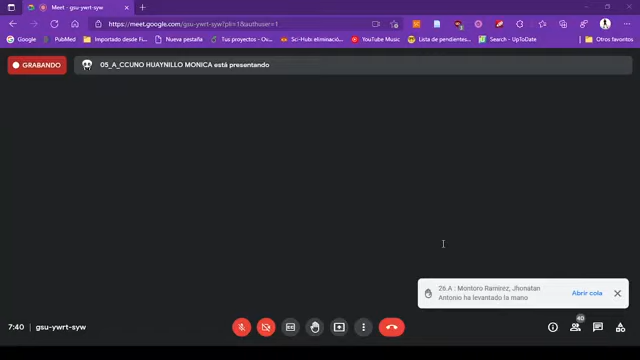 Meet - gsu-ywrt-syw
https://meet.google.com/gsu-ywrt-syw?pli=1&authuser=1
Google
PubMed
Importado desde Fi...
Nueva pestaña
Tus proyectos - Ov...
Sci-Hub: eliminació...
YouTube Music
Lista de pendientes...
Search - UpToDate
Otros favoritos
GRABANDO
05_A_CCUNO HUAYNILLO MONICA está presentando
26.A : Montoro Ramirez, Jhonatan
Antonio ha levantado la mano
Abrir cola
40
7:40
gsu-ywrt-syw